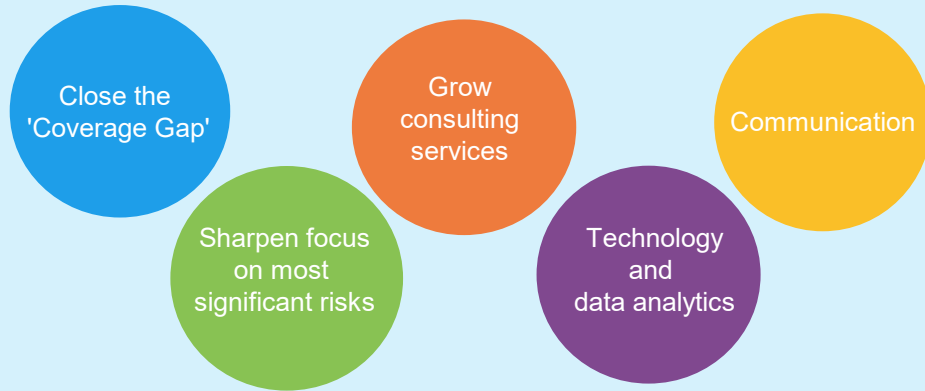 Close the
'Coverage Gap'
Sharpen focus
on most
significant risks
Grow
consulting
services
Technology
and
data analytics
Communication